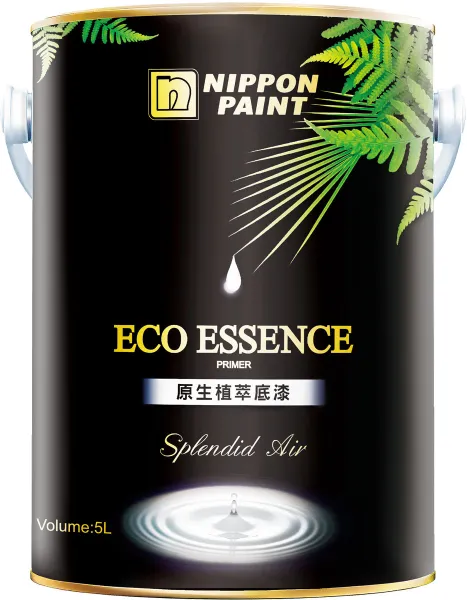 NIPPON
PAINT
ECO ESSENCE
PRIMER
原生植萃底漆
Splendid Air
Volume:5L